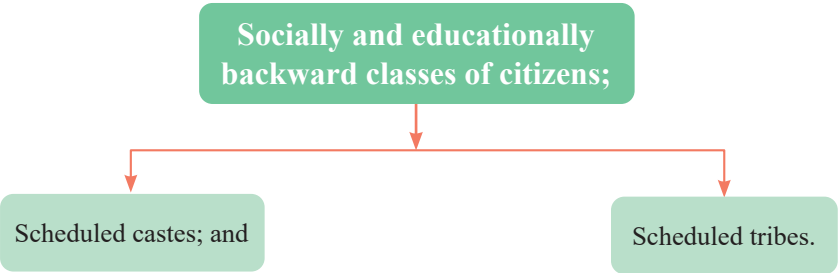 Socially and educationally
backward classes of citizens;
Scheduled castes; and
Scheduled tribes.